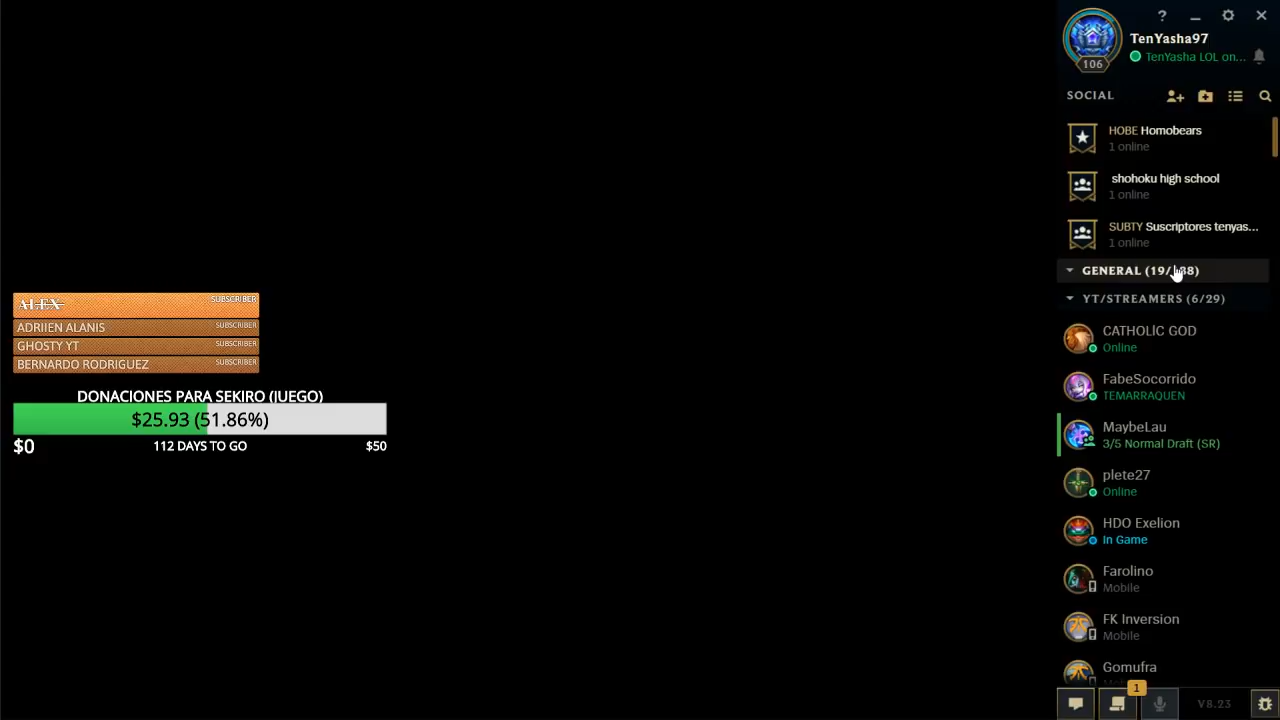 ALEX
SUBSCRIBER
ADRIIEN ALANIS
SUBSCRIBER
GHOSTY YT
SUBSCRIBER
BERNARDO RODRIGUEZ
SUBSCRIBER
DONACIONES PARA SEKIRO (JUEGO)
$25.93 (51.86%)
$0
112 DAYS TO GO
$50
?
TenYasha97
106
TenYasha LOL on...
SOCIAL
HOBE Homobears
1 online
shohoku high school
1 online
SUBTY Suscriptores tenyas...
1 online
GENERAL
YT/STREAMERS (6/29)
CATHOLIC GOD
Online
FabeSocorrido
TEMARRAQUEN
MaybeLau
3/5 Normal Draft (SR)
plete27
Online
HDO Exelion
In Game
Farolino
Mobile
FK Inversion
Mobile
Gomufra
1
V8.23